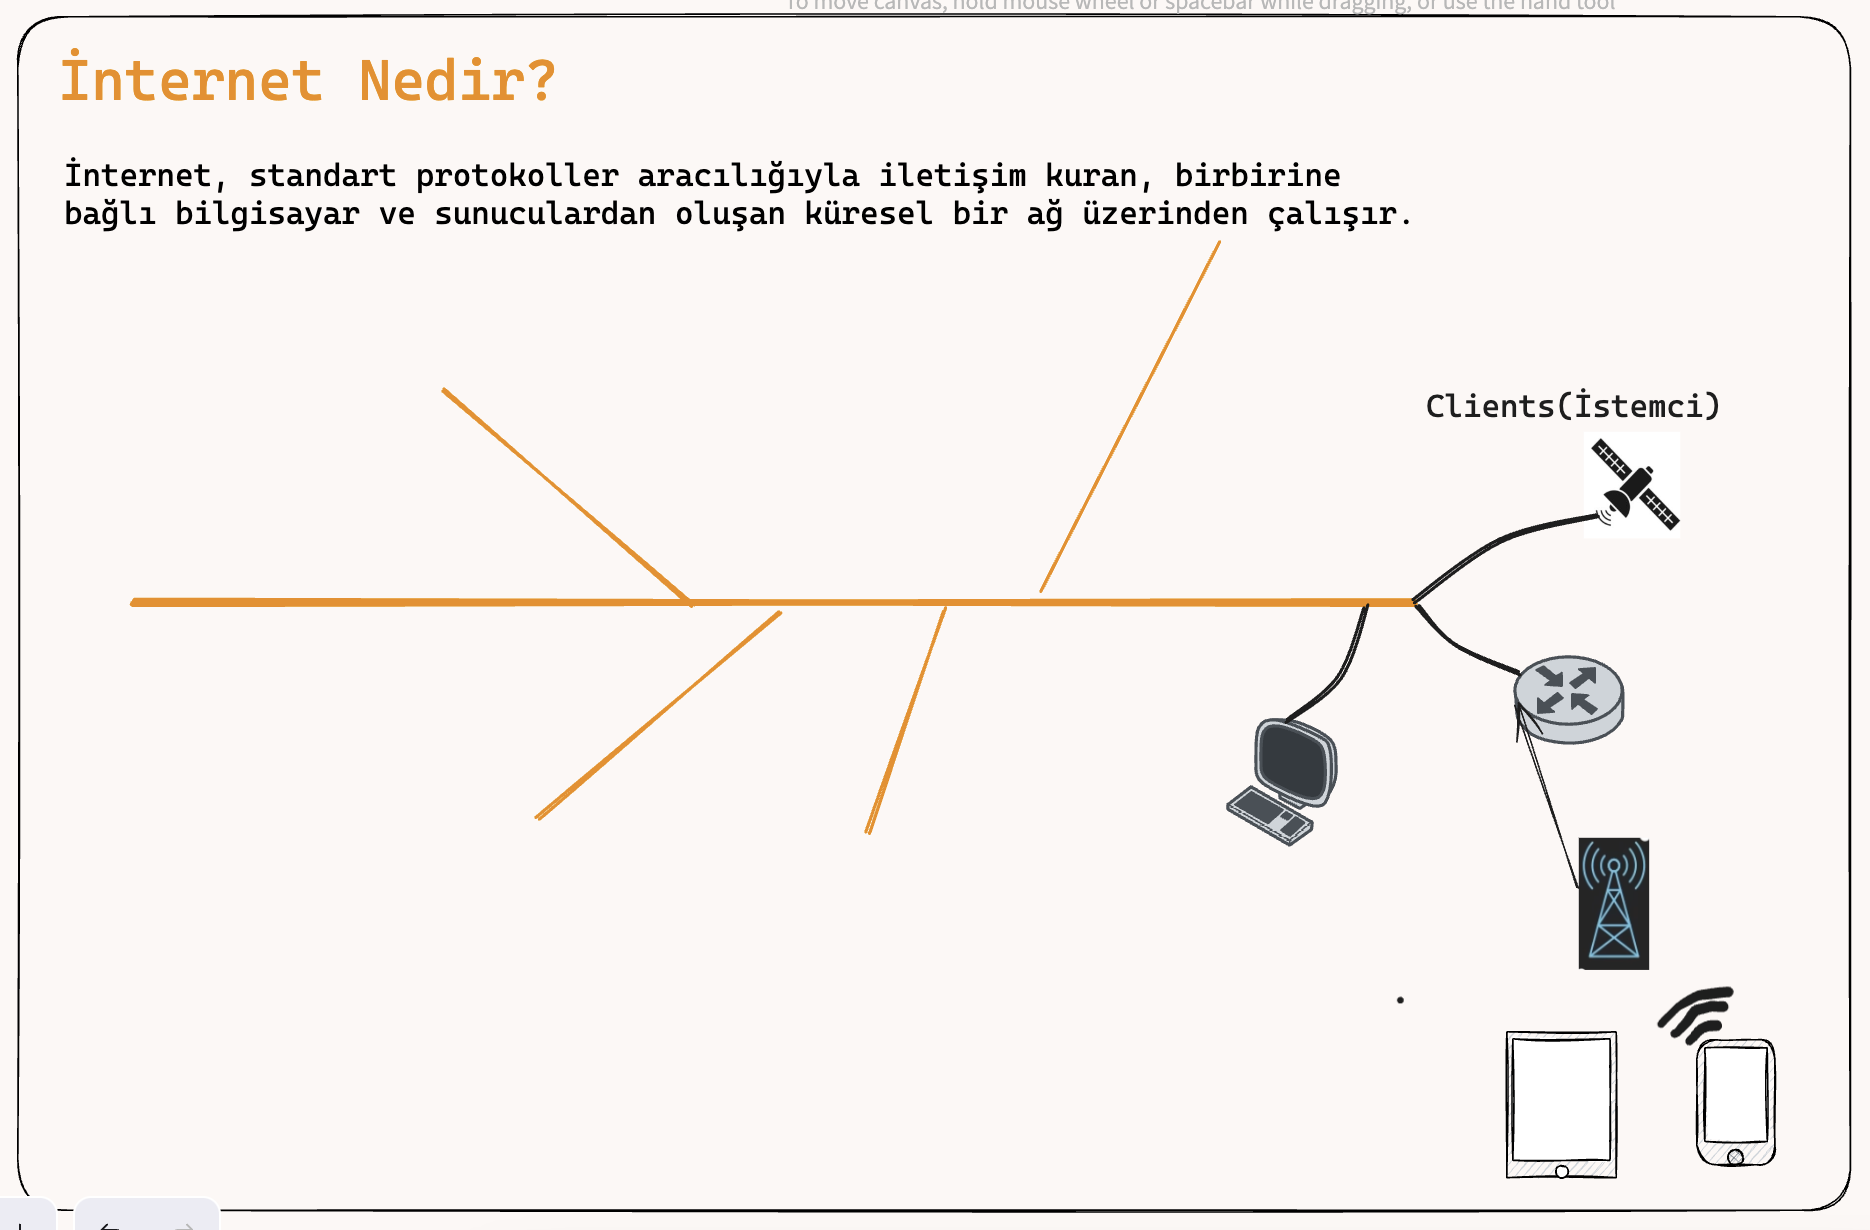 To move canvas, hold mouse wheel or spacebar while dragging, or use the hand tool
İnternet Nedir?
İnternet, standart protokoller aracılığıyla iletişim kuran, birbirine
bağlı bilgisayar ve sunuculardan oluşan küresel bir ağ üzerinden çalışır.
Clients(İstemci)